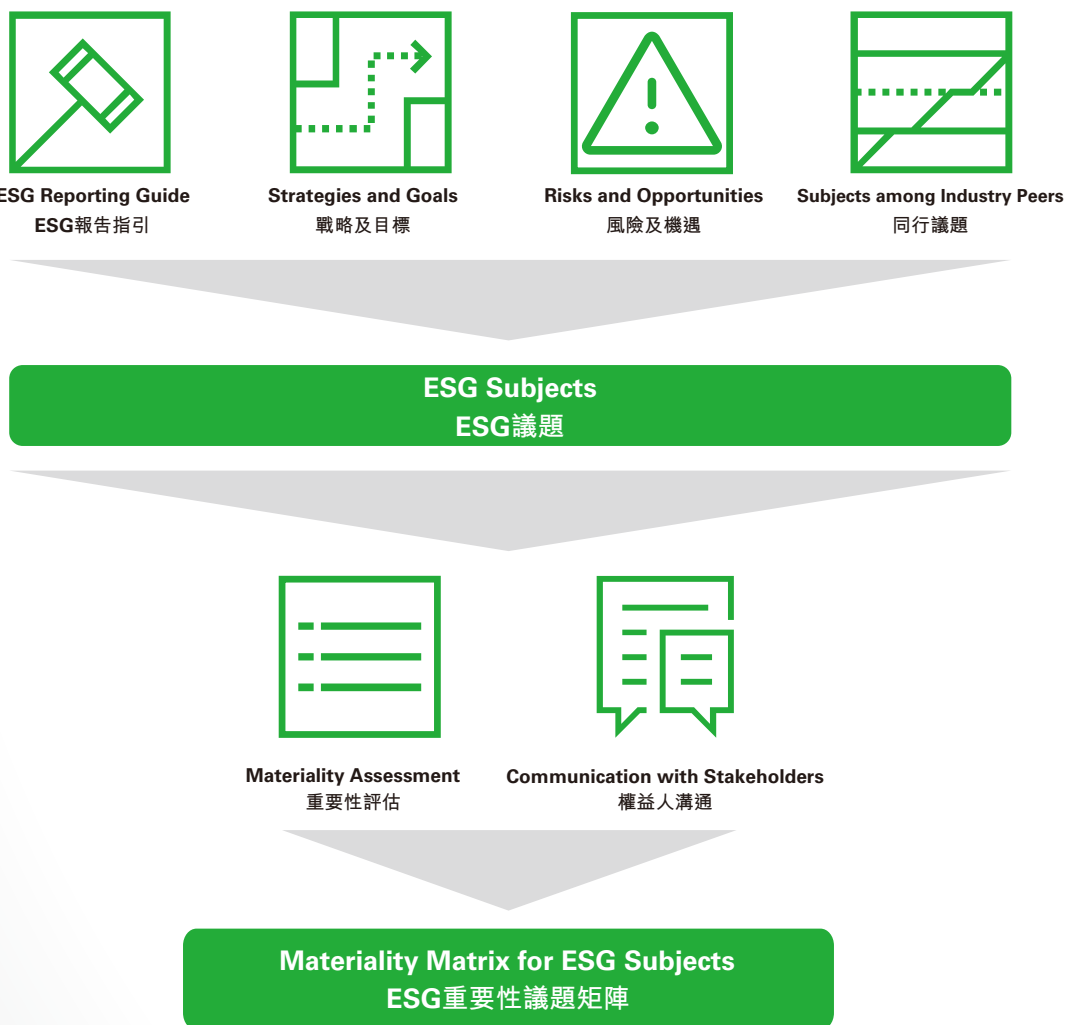 ESG Reporting Guide
ESG報告指引
Strategies and Goals
戰略及目標
Risks and Opportunities
風險及機遇
Subjects among Industry Peers
同行議題
ESG Subjects
ESG議題
Materiality Assessment
重要性評估
Communication with Stakeholders
權益人溝通
Materiality Matrix for ESG Subjects
ESG重要性議題矩陣